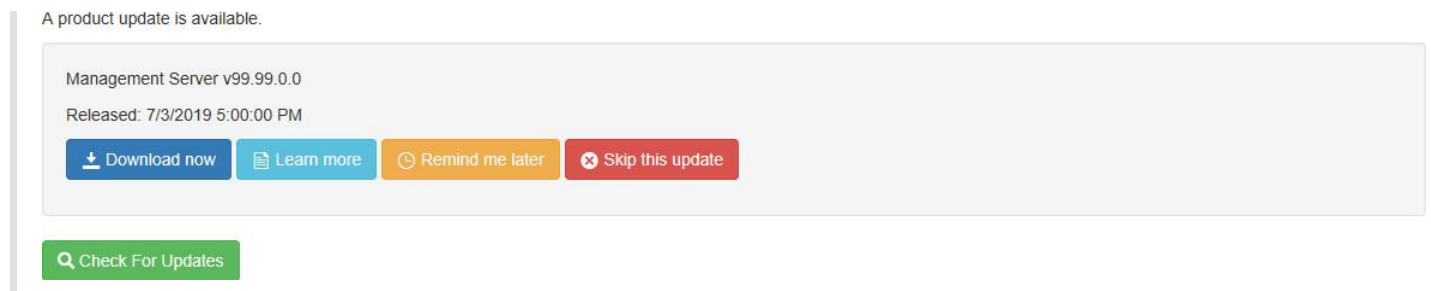 A product update is available.
Management Server v99.99.0.0
Released: 7/3/2019 5:00:00 PM
Download now Learn more Remind me later Skip this update
Check For Updates